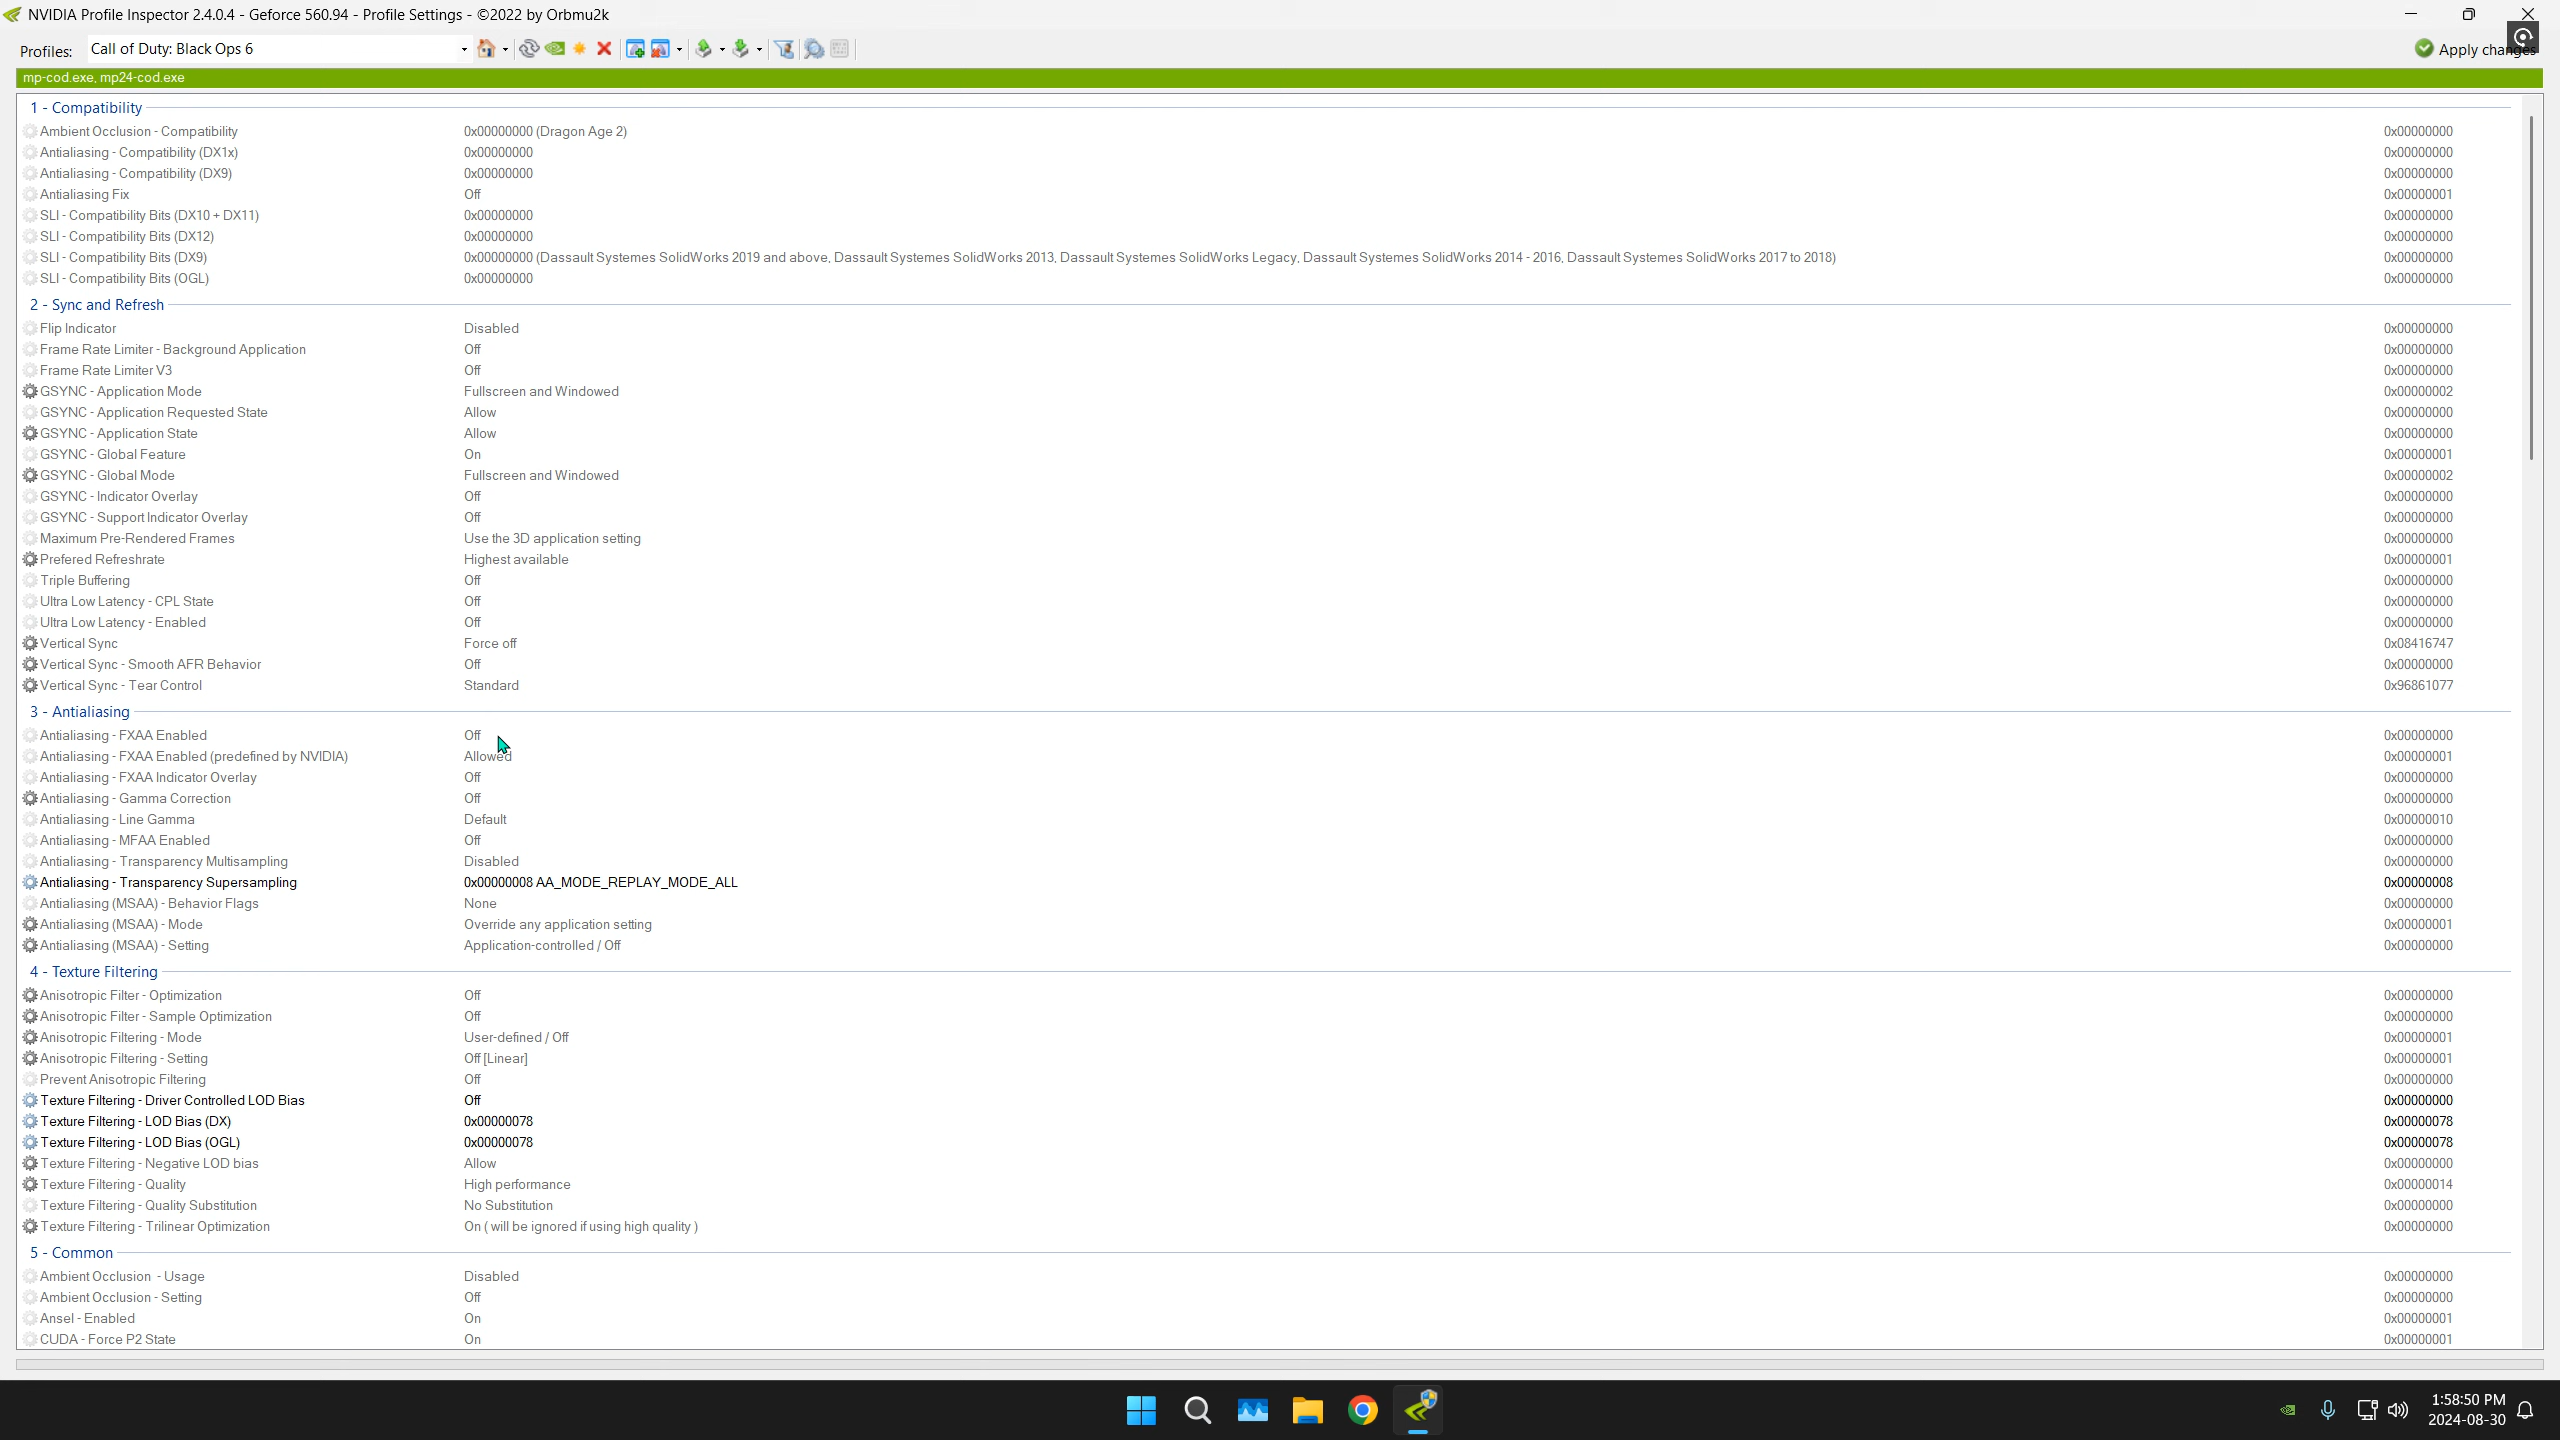 NVIDIA Profile Inspector 2.4.0.4 - Geforce 560.94 - Profile Settings - ©2022 by Orbmu2k
Profiles: Call of Duty: Black Ops 6 Apply changes
mp-cod.exe, mp24-cod.exe
1 - Compatibility
Ambient Occlusion - Compatibility 0x00000000 (Dragon Age 2) 0x00000000
Antialiasing - Compatibility (DX1x) 0x00000000 0x00000000
Antialiasing - Compatibility (DX9) 0x00000000 0x00000000
Antialiasing Fix Off 0x00000001
SLI - Compatibility Bits (DX10 + DX11) 0x00000000 0x00000000
SLI - Compatibility Bits (DX12) 0x00000000 0x00000000
SLI - Compatibility Bits (DX9) 0x00000000 (Dassault Systemes SolidWorks 2019 and above, Dassault Systemes SolidWorks 2013, Dassault Systemes SolidWorks Legacy, Dassault Systemes SolidWorks 2014 - 2016, Dassault Systemes SolidWorks 2017 to 2018) 0x00000000
SLI - Compatibility Bits (OGL) 0x00000000 0x00000000
2 - Sync and Refresh
Flip Indicator Disabled 0x00000000
Frame Rate Limiter - Background Application Off 0x00000000
Frame Rate Limiter V3 Off 0x00000000
GSYNC - Application Mode Fullscreen and Windowed 0x00000002
GSYNC - Application Requested State Allow 0x00000000
GSYNC - Application State Allow 0x00000000
GSYNC - Global Feature On 0x00000001
GSYNC - Global Mode Fullscreen and Windowed 0x00000002
GSYNC - Indicator Overlay Off 0x00000000
GSYNC - Support Indicator Overlay Off 0x00000000
Maximum Pre-Rendered Frames Use the 3D application setting 0x00000000
Prefered Refreshrate Highest available 0x00000001
Triple Buffering Off 0x00000000
Ultra Low Latency - CPL State Off 0x00000000
Ultra Low Latency - Enabled Off 0x00000000
Vertical Sync Force off 0x08416747
Vertical Sync - Smooth AFR Behavior Off 0x00000000
Vertical Sync - Tear Control Standard 0x96861077
3 - Antialiasing
Antialiasing - FXAA Enabled Off 0x00000000
Antialiasing - FXAA Enabled (predefined by NVIDIA) Allowed 0x00000001
Antialiasing - FXAA Indicator Overlay Off 0x00000000
Antialiasing - Gamma Correction Off 0x00000000
Antialiasing - Line Gamma Default 0x00000010
Antialiasing - MFAA Enabled Off 0x00000000
Antialiasing - Transparency Multisampling Disabled 0x00000000
Antialiasing - Transparency Supersampling 0x00000008 AA_MODE_REPLAY_MODE_ALL 0x00000008
Antialiasing (MSAA) - Behavior Flags None 0x00000000
Antialiasing (MSAA) - Mode Override any application setting 0x00000001
Antialiasing (MSAA) - Setting Application-controlled / Off 0x00000000
4 - Texture Filtering
Anisotropic Filter - Optimization Off 0x00000000
Anisotropic Filter - Sample Optimization Off 0x00000000
Anisotropic Filtering - Mode User-defined / Off 0x00000001
Anisotropic Filtering - Setting Off [Linear] 0x00000001
Prevent Anisotropic Filtering Off 0x00000000
Texture Filtering - Driver Controlled LOD Bias Off 0x00000000
Texture Filtering - LOD Bias (DX) 0x00000078 0x00000078
Texture Filtering - LOD Bias (OGL) 0x00000078 0x00000078
Texture Filtering - Negative LOD bias Allow 0x00000000
Texture Filtering - Quality High performance 0x00000014
Texture Filtering - Quality Substitution No Substitution 0x00000000
Texture Filtering - Trilinear Optimization On ( will be ignored if using high quality ) 0x00000000
5 - Common
Ambient Occlusion - Usage Disabled 0x00000000
Ambient Occlusion - Setting Off 0x00000000
Ansel - Enabled On 0x00000001
CUDA - Force P2 State On 0x00000001
1:58:50 PM
2024-08-30